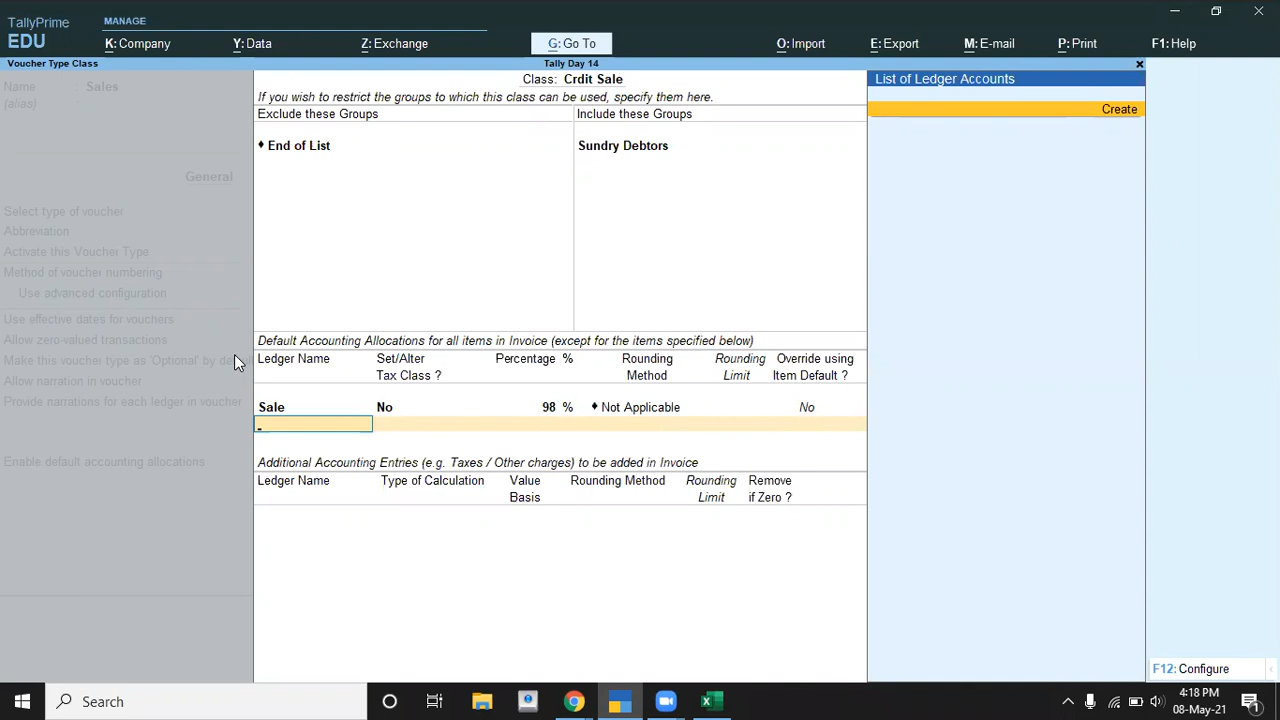 TallyPrime
EDU
MANAGE
K: Company
Y: Data
Z: Exchange
G: Go To
O: Import
E: Export
M: E-mail
P: Print
F1: Help
Voucher Type Class
Tally Day 14
Name
Sales
(alias)
General
Select type of voucher
Abbreviation
Activate this Voucher Type
Method of voucher numbering
Use advanced configuration
Use effective dates for vouchers
Allow zero-valued transactions
Make this voucher type as 'Optional' by
Allow narration in voucher
Provide narrations for each ledger in voucher
Enable default accounting allocations
Class: Crdit Sale
If you wish to restrict the groups to which this class can be used, specify them here.
Exclude these Groups
Include these Groups
♦ End of List
Sundry Debtors
Default Accounting Allocations for all items in Invoice (except for the items specified below)
Ledger Name Set/Alter Percentage % Rounding Rounding Override using
Tax Class ? Method Limit Item Default ?
Sale No 98 % ♦ Not Applicable No
Additional Accounting Entries (e.g. Taxes / Other charges) to be added in Invoice
Ledger Name Type of Calculation Value Rounding Method Rounding Remove
Basis Limit if Zero ?
List of Ledger Accounts
Create
F12: Configure
Search
4:18 PM
08-May-21
1